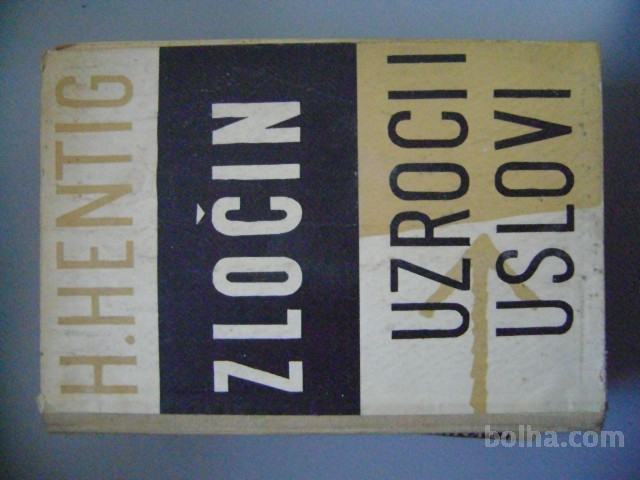 H. HENTIG
ZLOČIN
UZROCI I
USLOVI
bolha.com